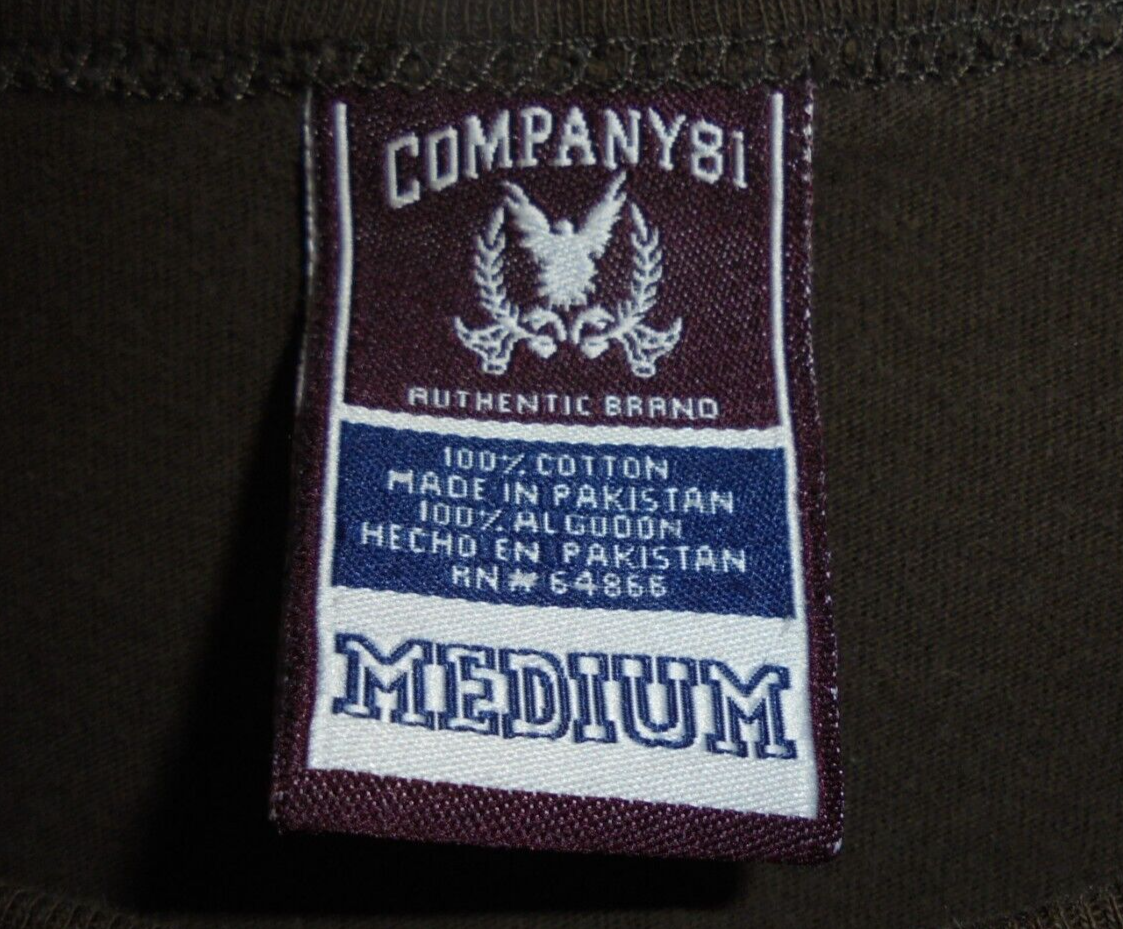 COMPANY81
AUTHENTIC BRAND
100% COTTON
MADE IN PAKISTAN
100% ALGODON
HECHO EN PAKISTAN
RN # 64866
MEDIUM